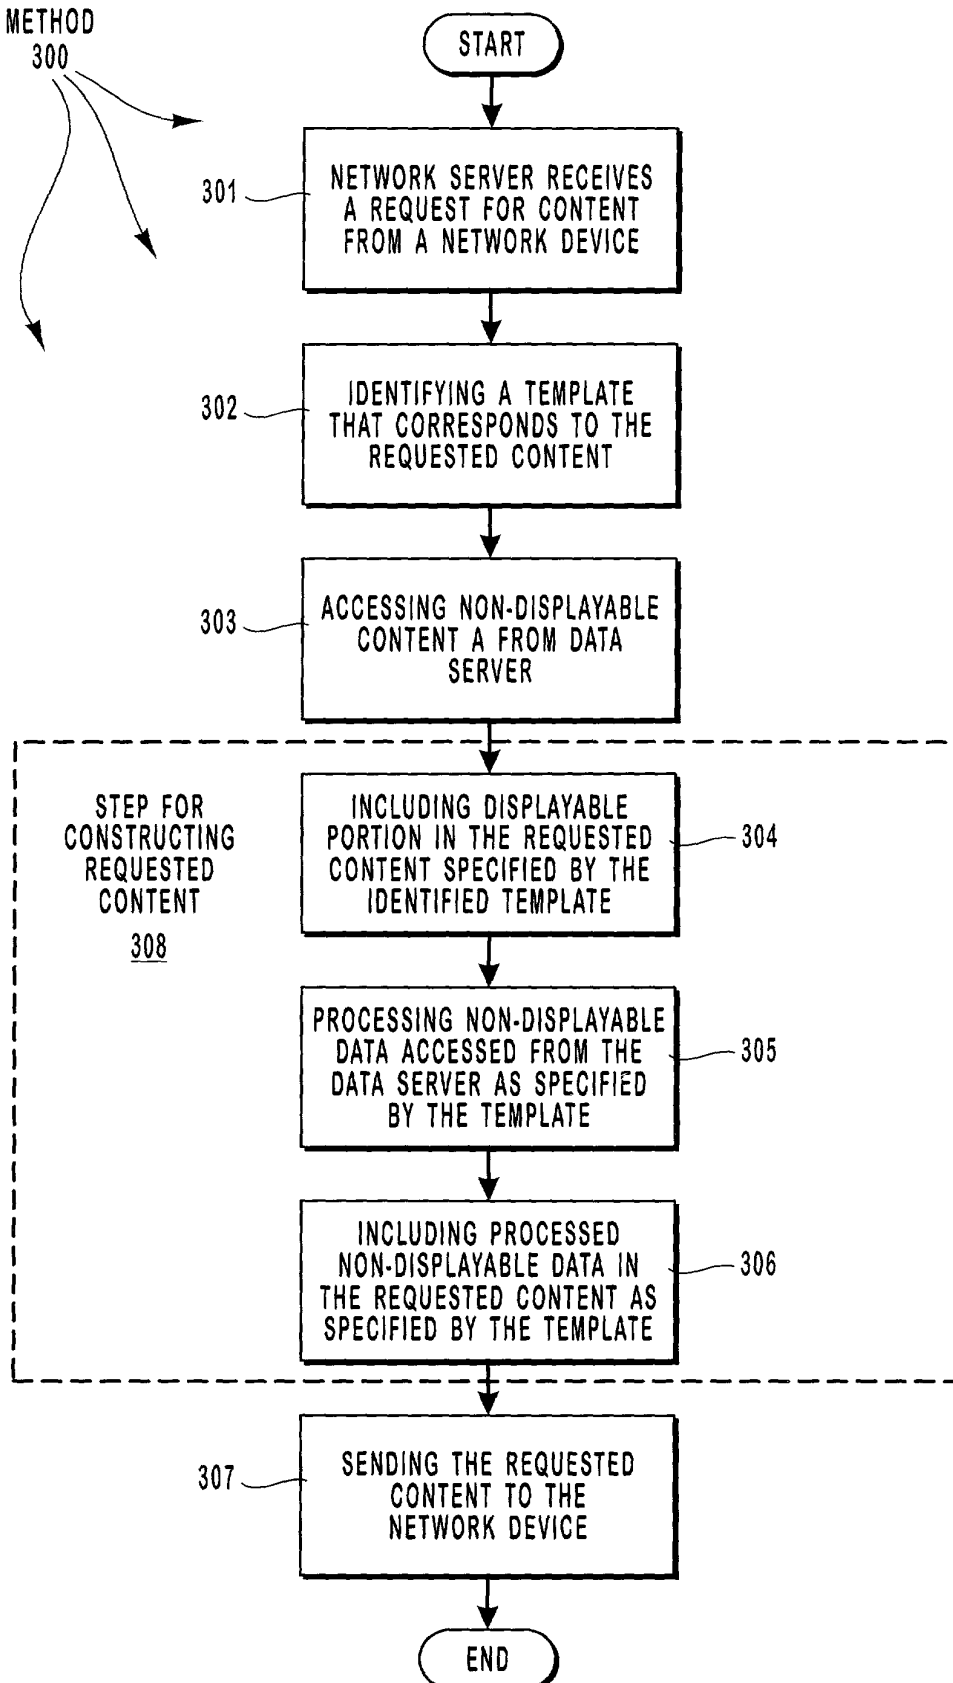 METHOD
300
START
301
NETWORK SERVER RECEIVES
A REQUEST FOR CONTENT
FROM A NETWORK DEVICE
302
IDENTIFYING A TEMPLATE
THAT CORRESPONDS TO THE
REQUESTED CONTENT
303
ACCESSING NON-DISPLAYABLE
CONTENT A FROM DATA
SERVER
STEP FOR
CONSTRUCTING
REQUESTED
CONTENT
308
INCLUDING DISPLAYABLE
PORTION IN THE REQUESTED
CONTENT SPECIFIED BY THE
IDENTIFIED TEMPLATE
304
PROCESSING NON-DISPLAYABLE
DATA ACCESSED FROM THE
DATA SERVER AS SPECIFIED
BY THE TEMPLATE
305
INCLUDING PROCESSED
NON-DISPLAYABLE DATA IN
THE REQUESTED CONTENT AS
SPECIFIED BY THE TEMPLATE
306
307
SENDING THE REQUESTED
CONTENT TO THE
NETWORK DEVICE
END